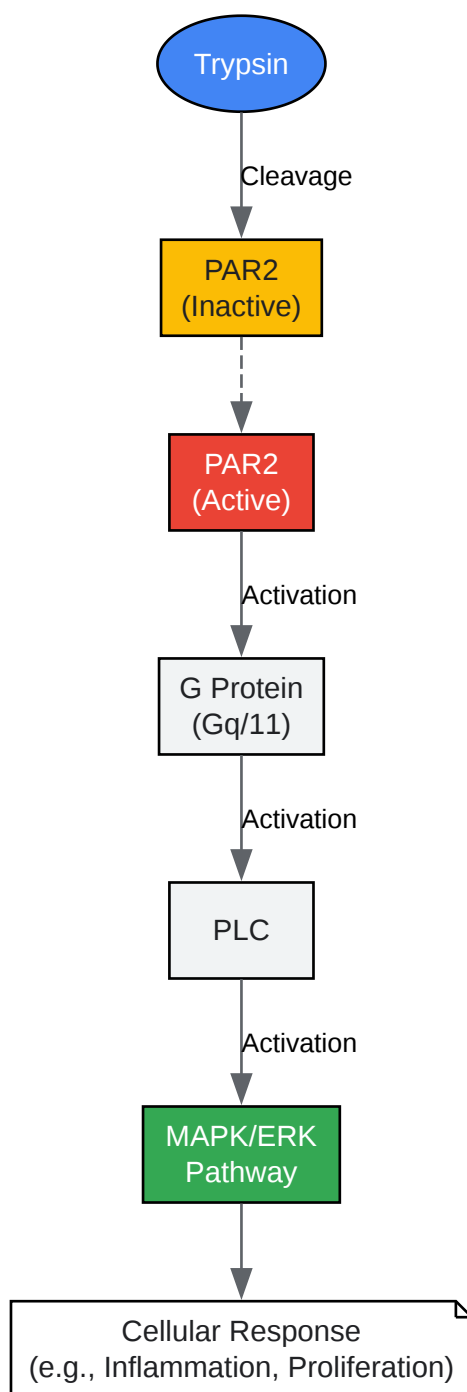 Trypsin
Cleavage
PAR2
(Inactive)
PAR2
(Active)
Activation
G Protein
(Gq/11)
Activation
PLC
Activation
MAPK/ERK
Pathway
Cellular Response
(e.g., Inflammation, Proliferation)